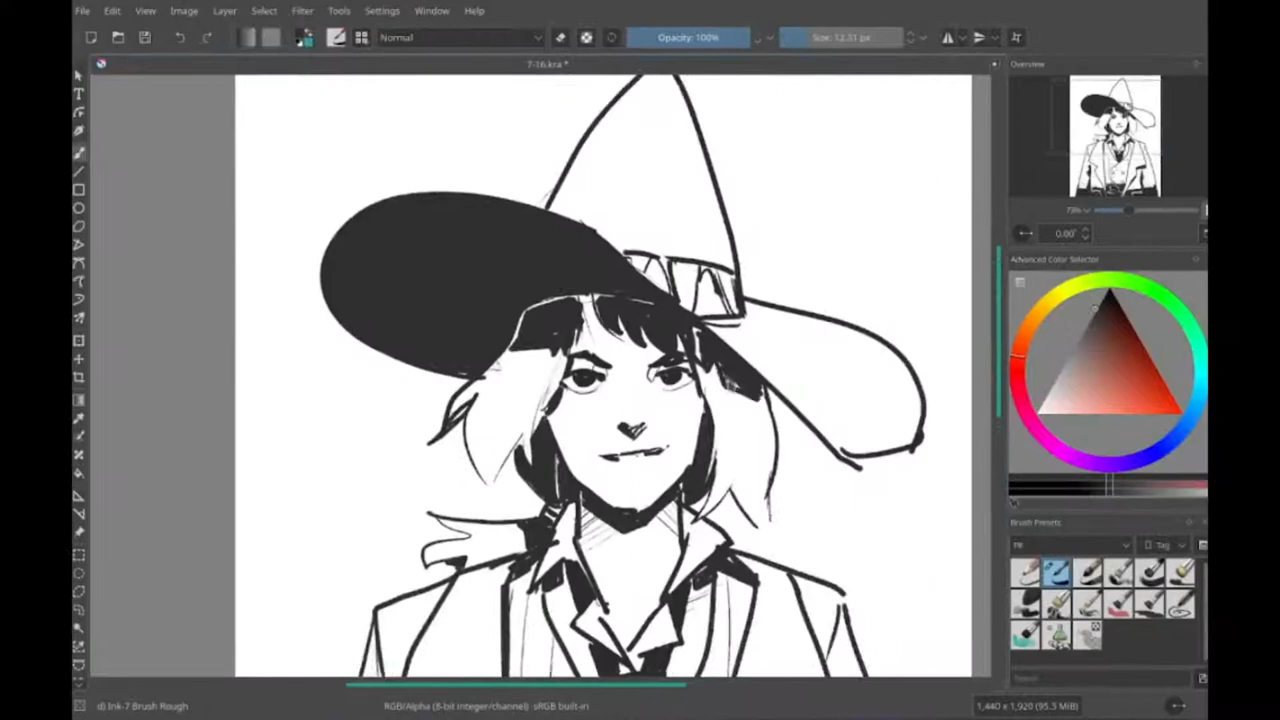 File Edit View Image Layer Select Filter Tools Settings Window Help
Normal Opacity: 100% Size: 12.31 px
7-16.kra *
Overview
73%
0.00°
Advanced Color Selector
Brush Presets
Tag
Search
d) Ink-7 Brush Rough RGB/Alpha (8-bit integer/channel) sRGB built-in 1,440 x 1,920 (95.3 MiB)